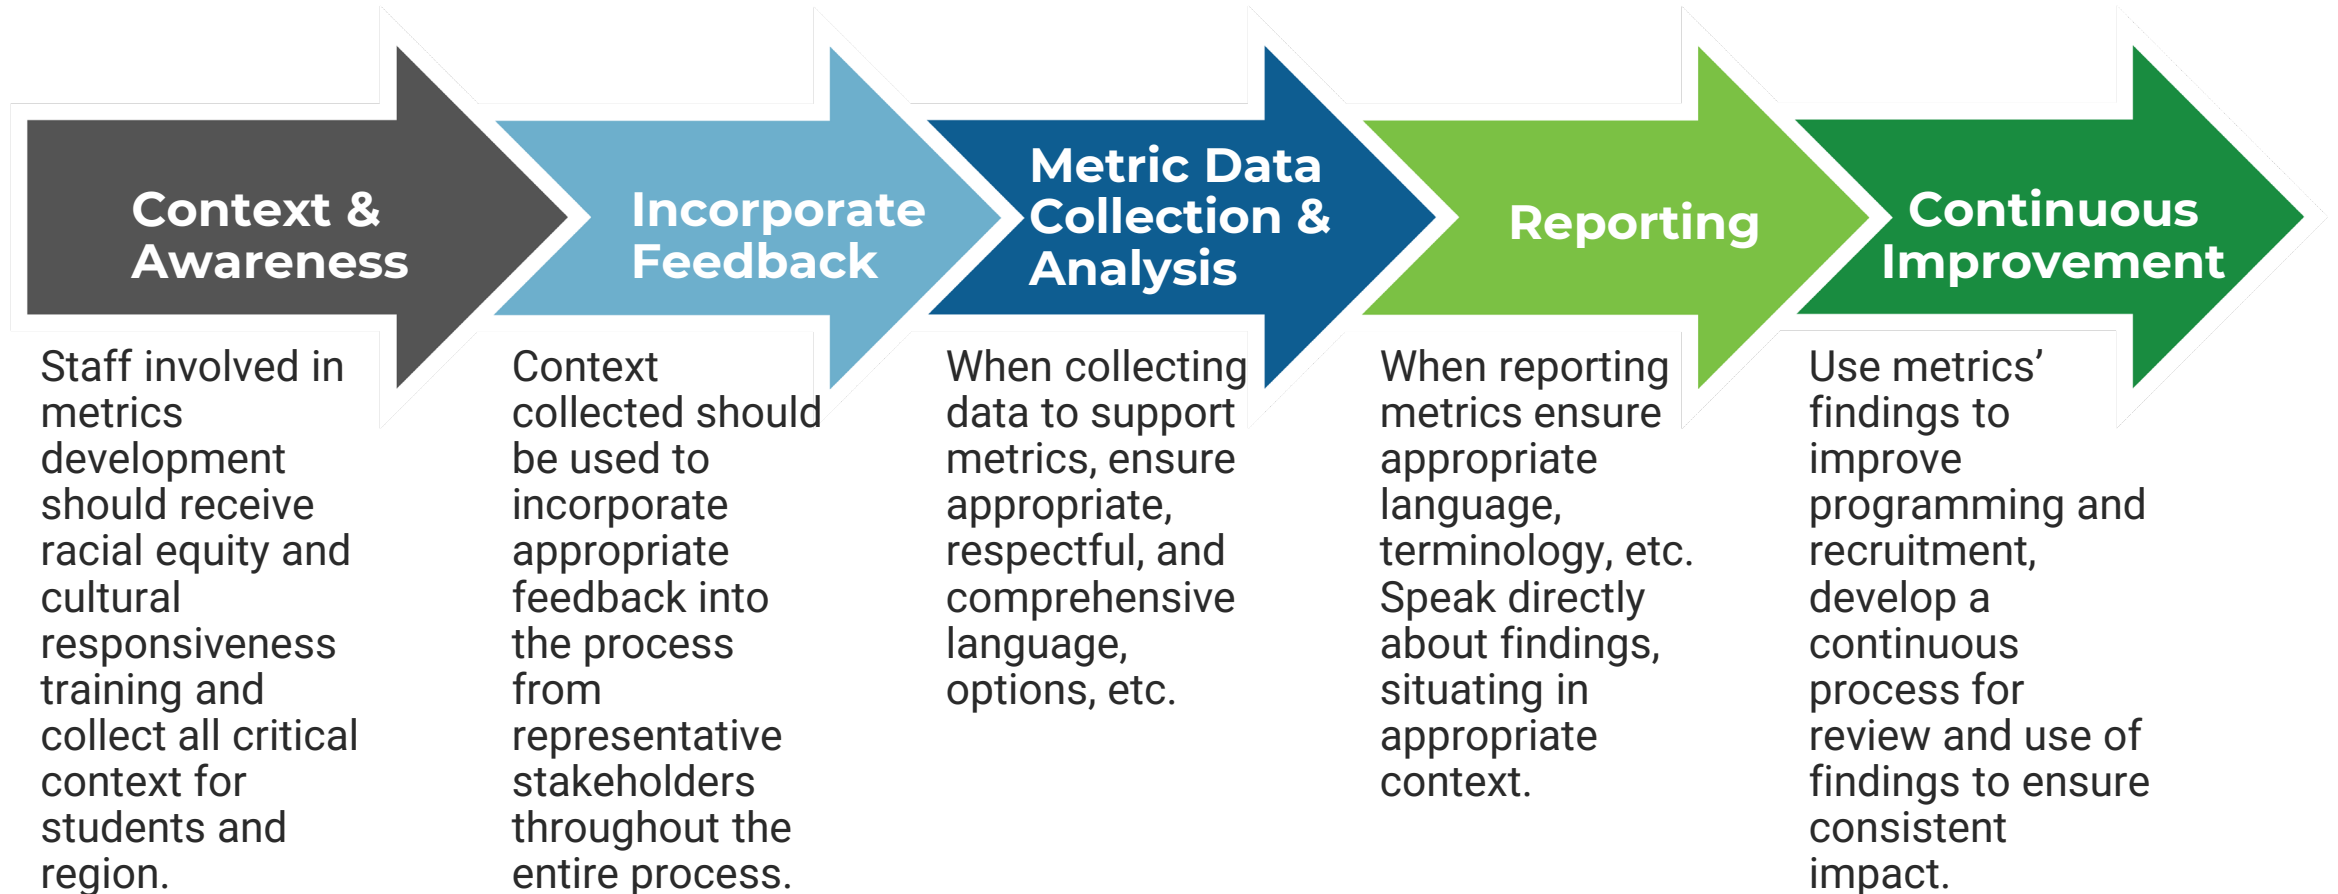 Context &
Awareness
Staff involved in
metrics
development
should receive
racial equity and
cultural
responsiveness
training and
collect all critical
context for
students and
region.
Incorporate
Feedback
Context
collected should
be used to
incorporate
appropriate
feedback into
the process
from
representative
stakeholders
throughout the
entire process.
Metric Data
Collection &
Analysis
When collecting
data to support
metrics, ensure
appropriate,
respectful, and
comprehensive
language,
options, etc.
Reporting
When reporting
metrics ensure
appropriate
language,
terminology, etc.
Speak directly
about findings,
situating in
appropriate
context.
Continuous
Improvement
Use metrics’
findings to
improve
programming and
recruitment,
develop a
continuous
process for
review and use of
findings to ensure
consistent
impact.